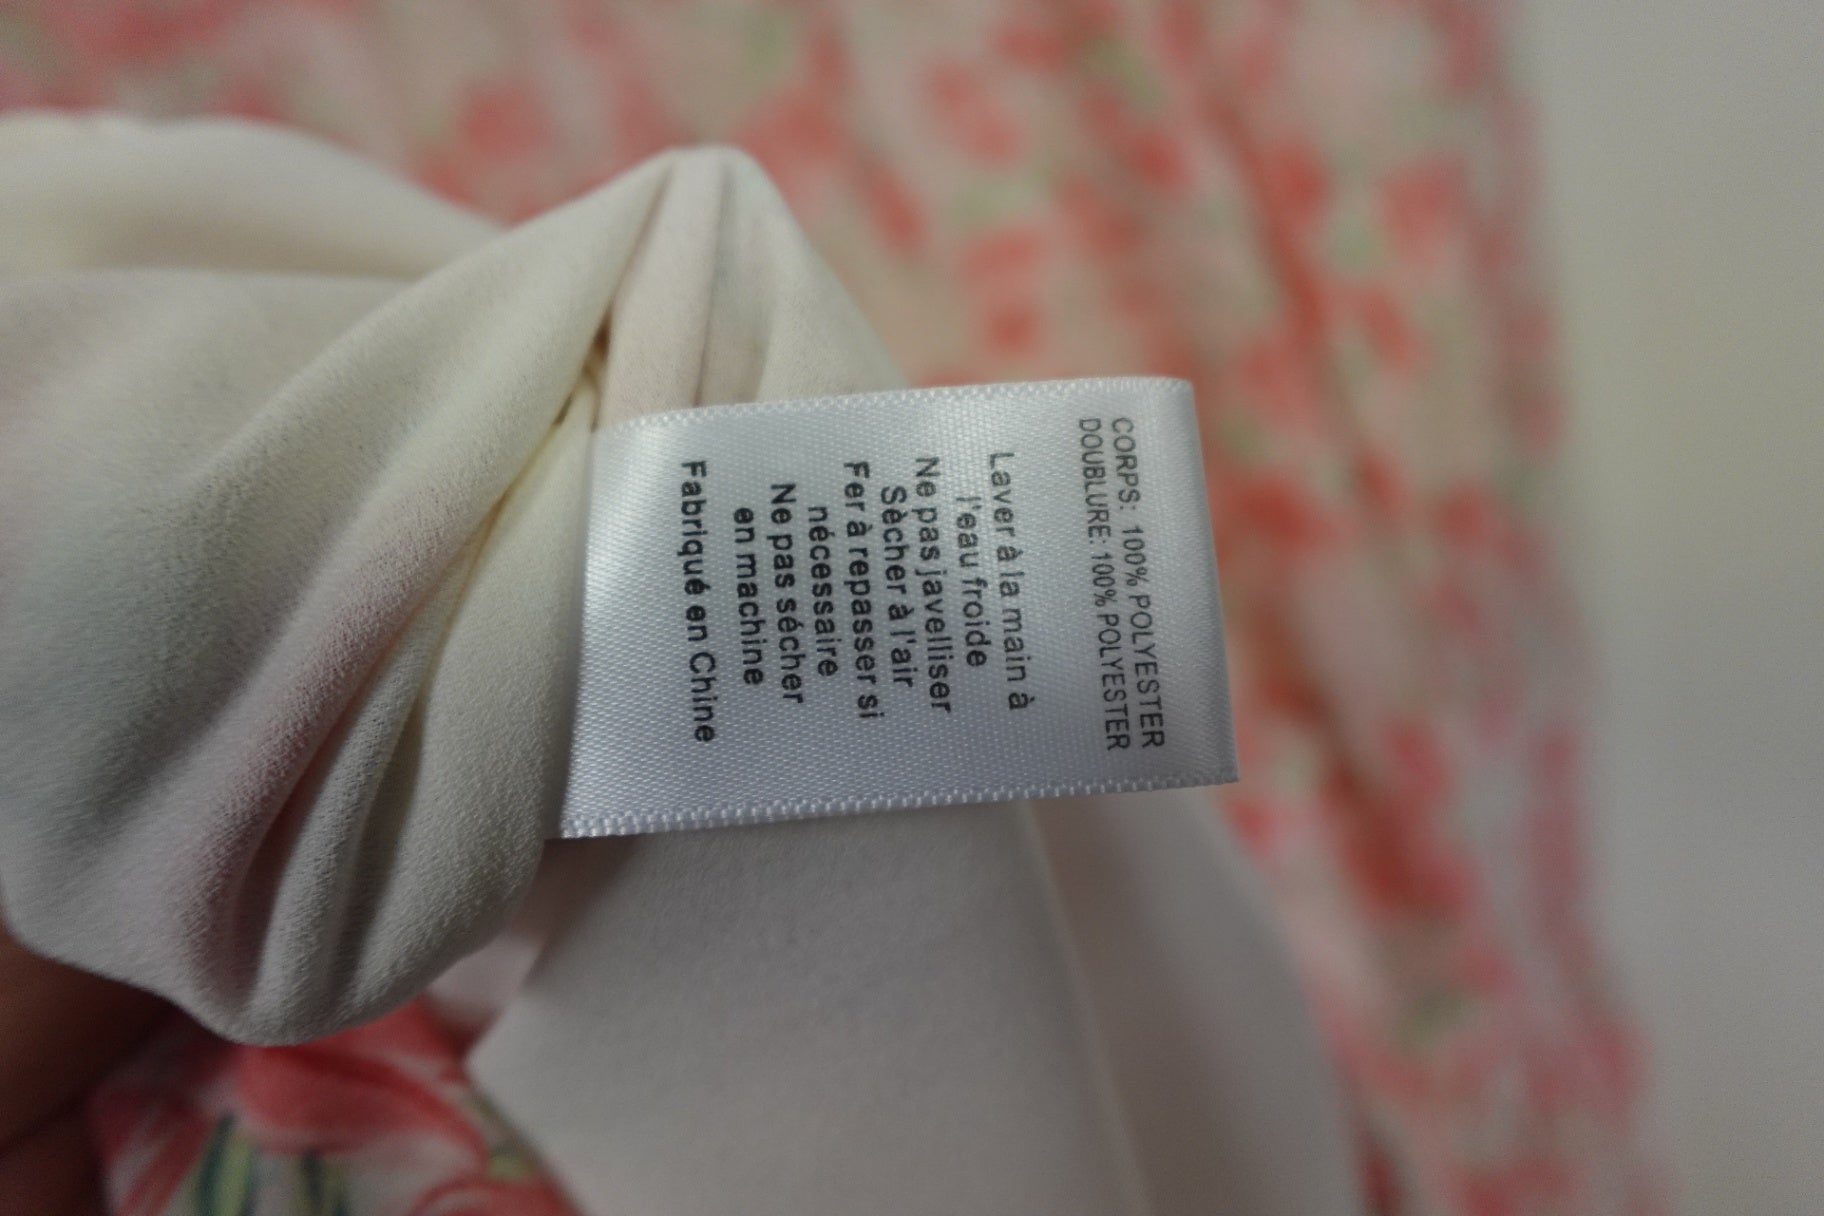 CORPS: 100% POLYESTER
DOUBLURE: 100% POLYESTER
Laver à la main à
l'eau froide
Ne pas javelliser
Sècher à l'air
Fer à repasser si
nécessaire
Ne pas sécher
en machine
Fabriqué en Chine